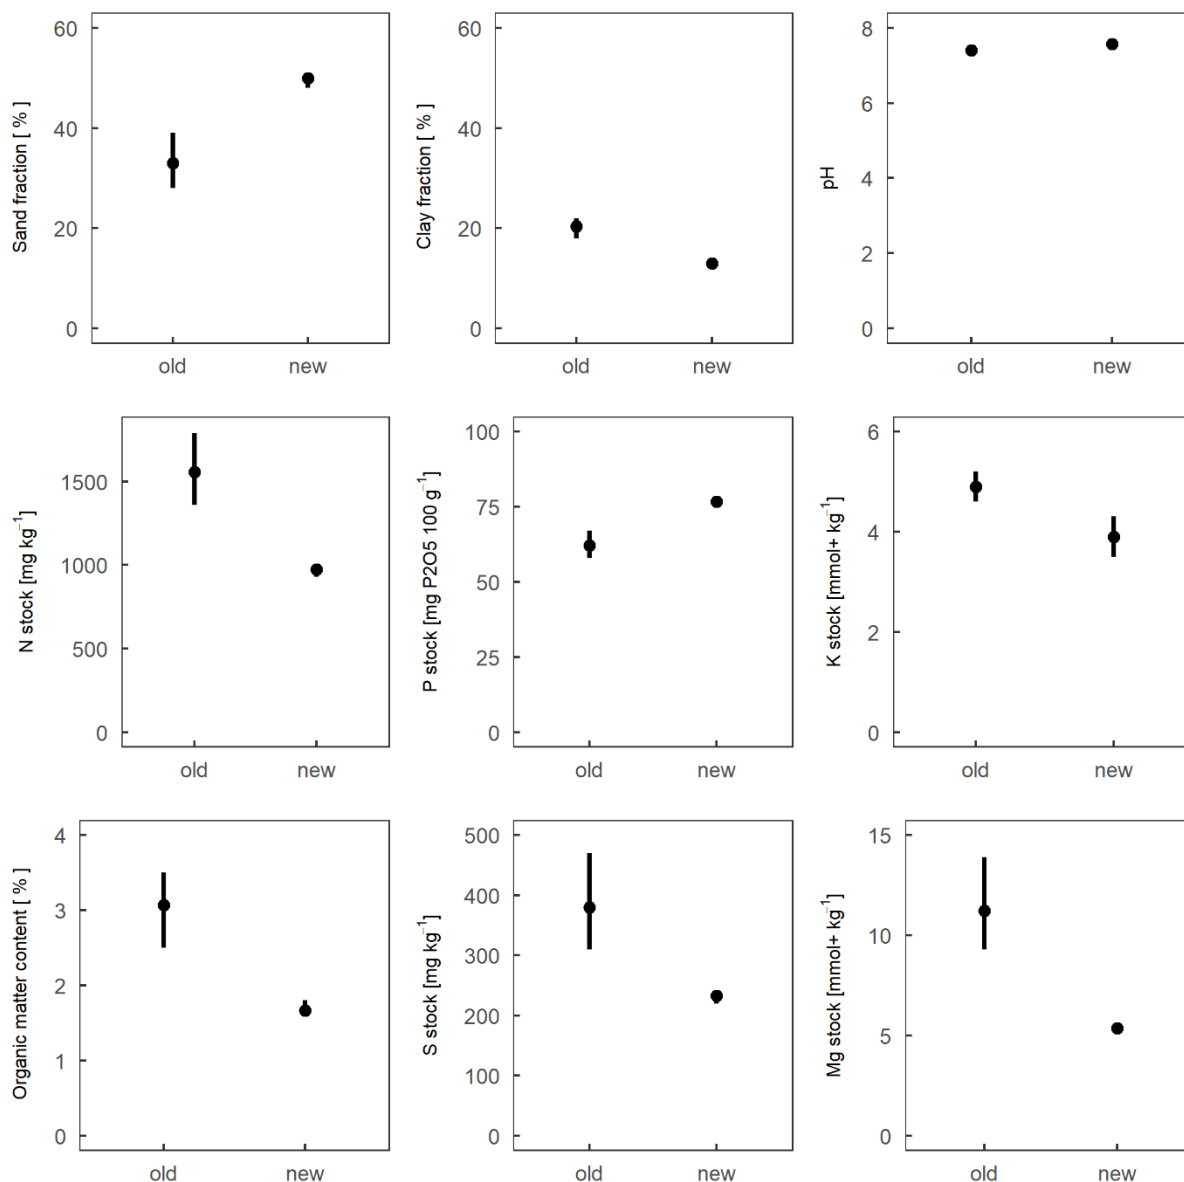 Sand fraction [ % ]
60
40
20
0
old new
Clay fraction [ % ]
60
40
20
0
old new
pH
8
6
4
2
0
old new
N stock [mg kg⁻¹]
1500
1000
500
0
old new
P stock [mg P2O5 100 g⁻¹]
100
75
50
25
0
old new
K stock [mmol+ kg⁻¹]
6
4
2
0
old new
Organic matter content [ % ]
4
3
2
1
0
old new
S stock [mg kg⁻¹]
500
400
300
200
100
0
old new
Mg stock [mmol+ kg⁻¹]
15
10
5
0
old new